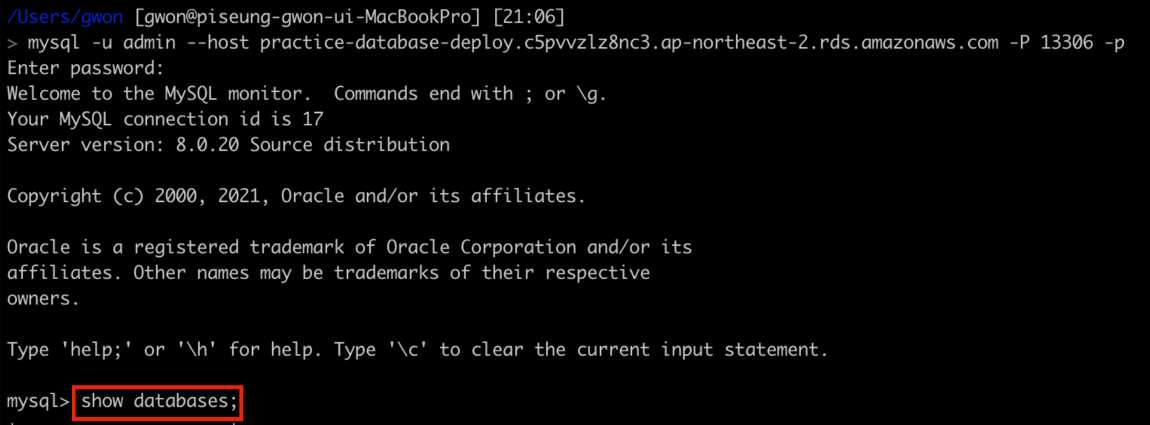 /Users/gwon [gwon@piseung-gwon-ui-MacBookPro] [21:06]
> mysql -u admin --host practice-database-deploy.c5pvvzlz8nc3.ap-northeast-2.rds.amazonaws.com -P 13306 -p
Enter password:
Welcome to the MySQL monitor.  Commands end with ; or \g.
Your MySQL connection id is 17
Server version: 8.0.20 Source distribution
Copyright (c) 2000, 2021, Oracle and/or its affiliates.
Oracle is a registered trademark of Oracle Corporation and/or its
affiliates. Other names may be trademarks of their respective
owners.
Type 'help;' or '\h' for help. Type '\c' to clear the current input statement.
mysql> show databases;